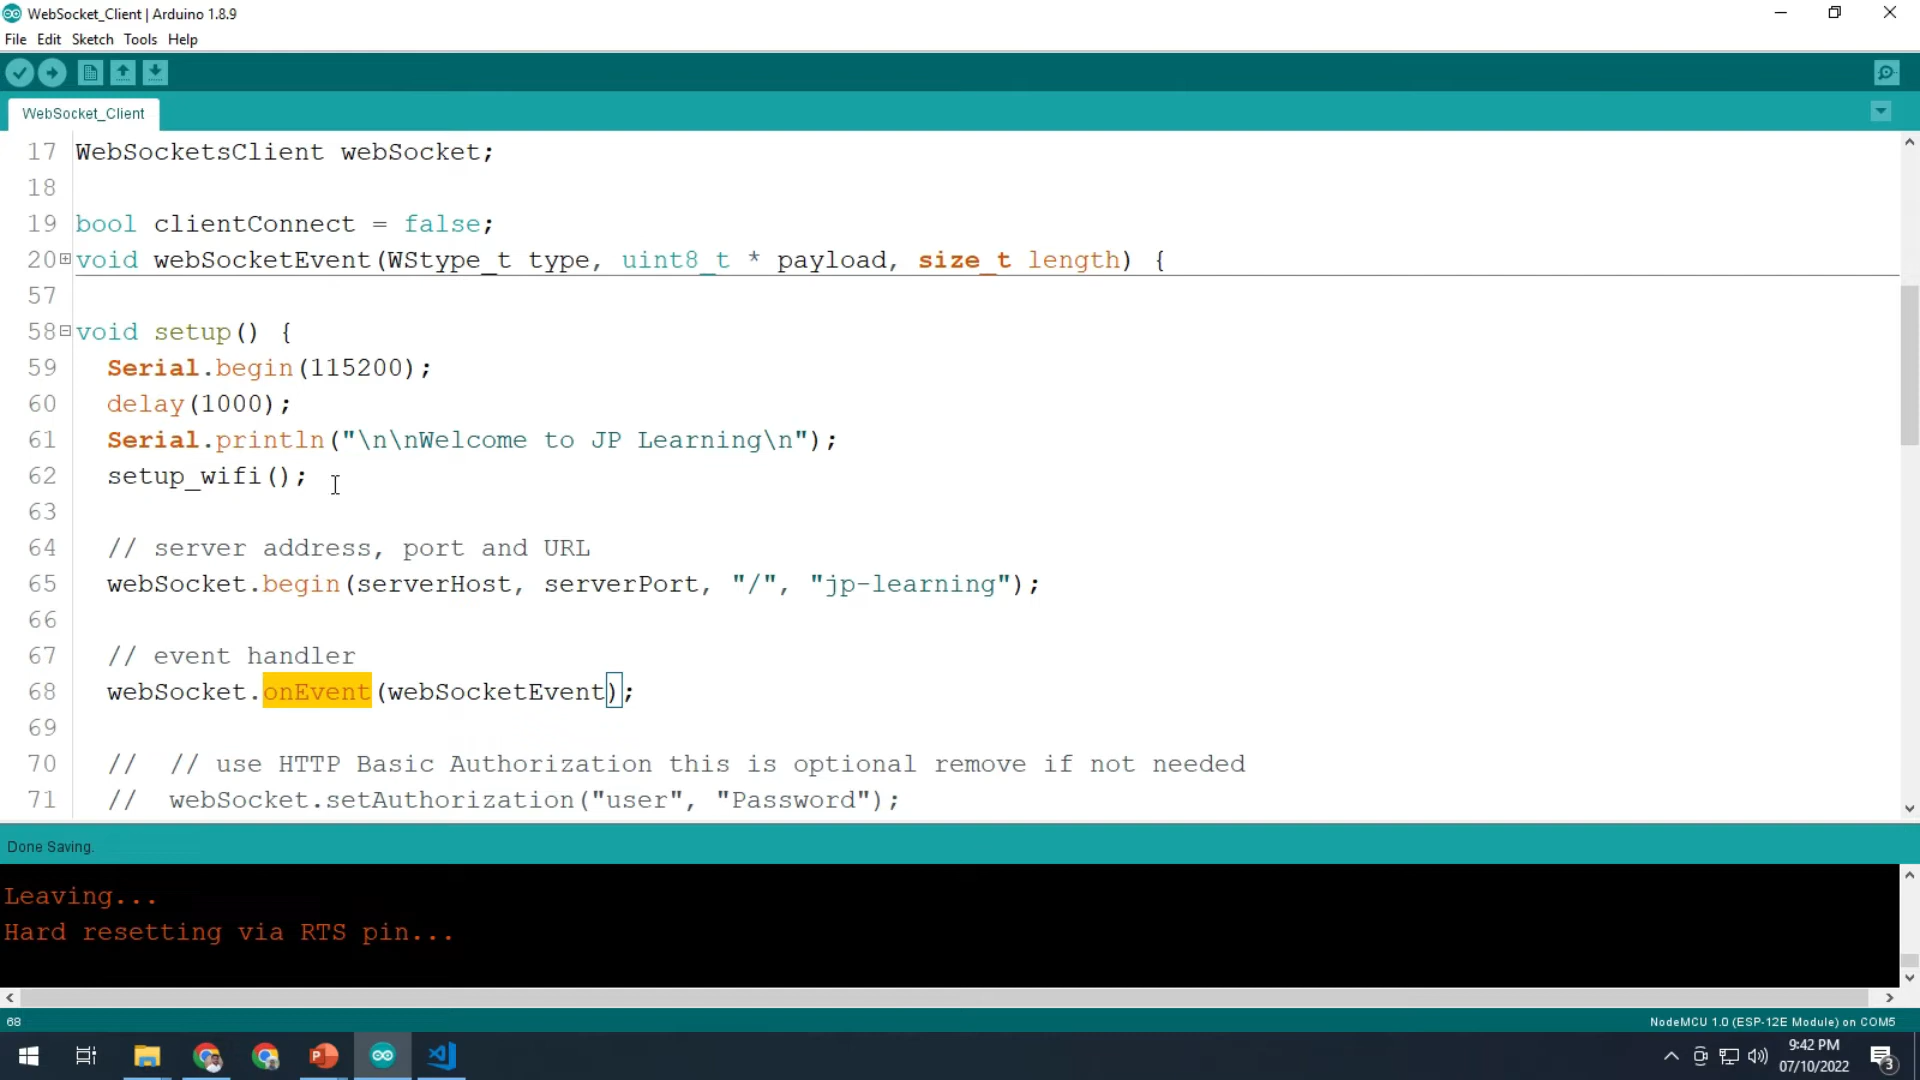 WebSocket_Client | Arduino 1.8.9
File Edit Sketch Tools Help
WebSocket_Client
17 WebSocketsClient webSocket;
18
19 bool clientConnect = false;
20 void webSocketEvent(WStype_t type, uint8_t * payload, size_t length) {
57
58 void setup() {
59 Serial.begin(115200);
60 delay(1000);
61 Serial.println("\n\nWelcome to JP Learning\n");
62 setup_wifi();
63
64 // server address, port and URL
65 webSocket.begin(serverHost, serverPort, "/", "jp-learning");
66
67 // event handler
68 webSocket.onEvent(webSocketEvent);
69
70 // // use HTTP Basic Authorization this is optional remove if not needed
71 // webSocket.setAuthorization("user", "Password");
Done Saving.
Leaving...
Hard resetting via RTS pin...
68 NodeMCU 1.0 (ESP-12E Module) on COM5
9:42 PM
07/10/2022
3